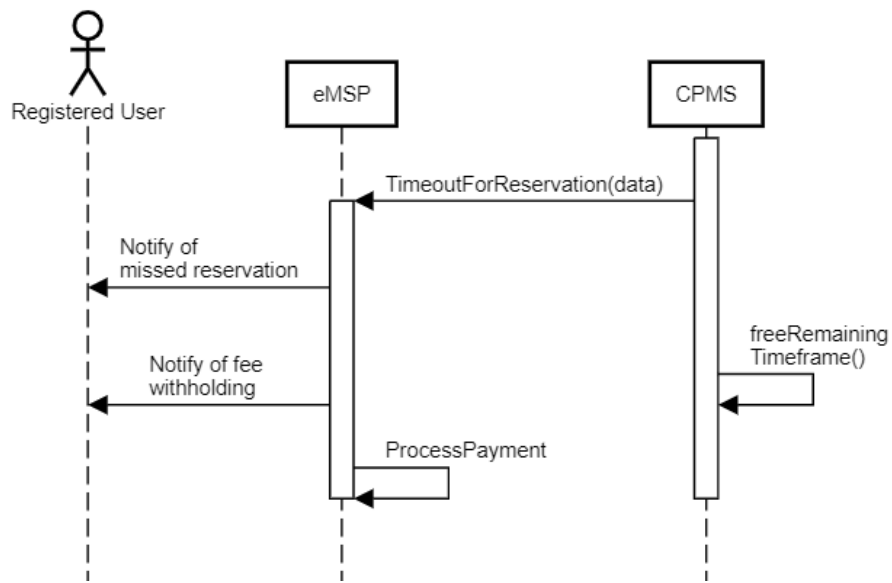 Registered User
eMSP
CPMS
TimeoutForReservation(data)
Notify of
missed reservation
freeRemaining
Timeframe()
Notify of fee
withholding
ProcessPayment